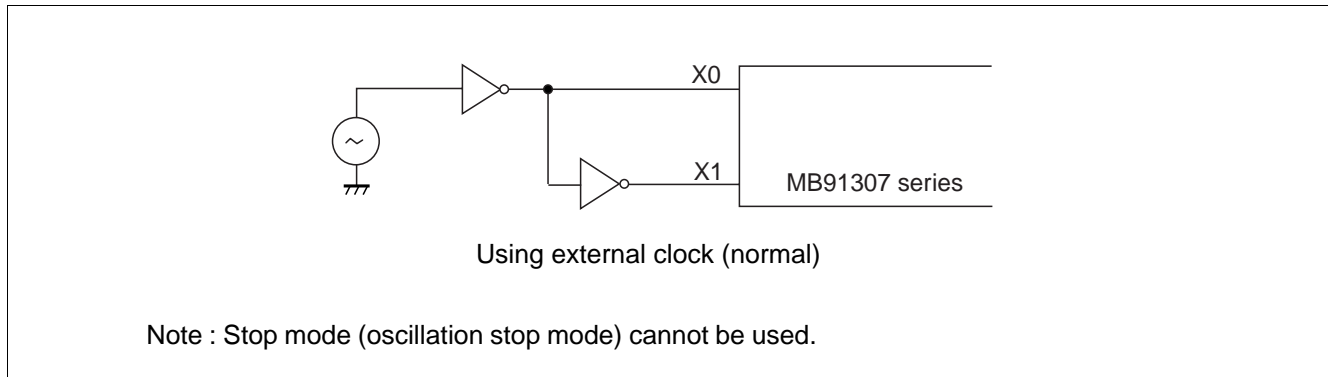 X0
X1
MB91307 series
Using external clock (normal)
Note : Stop mode (oscillation stop mode) cannot be used.